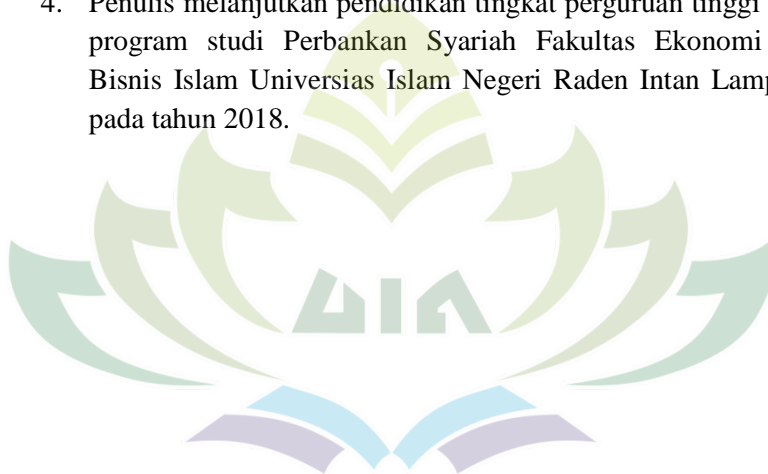 4. Penulis melanjutkan pendidikan tingkat perguruan tinggi
program studi Perbankan Syariah Fakultas Ekonomi
Bisnis Islam Universias Islam Negeri Raden Intan Lamp
pada tahun 2018.
UIN